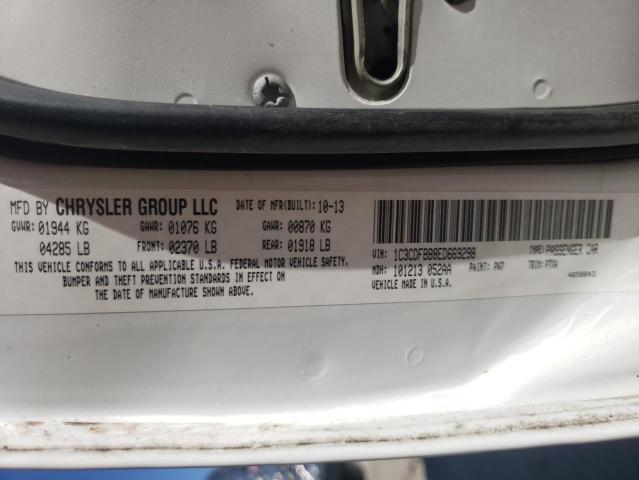 MFD BY CHRYSLER GROUP LLC DATE OF MFR(BUILT): 10-13
GVWR: 01944 KG GAWR: 01076 KG GAWR: 00870 KG
04285 LB FRONT: 02370 LB REAR: 01918 LB
THIS VEHICLE CONFORMS TO ALL APPLICABLE U.S.A. FEDERAL MOTOR VEHICLE SAFETY,
BUMPER AND THEFT PREVENTION STANDARDS IN EFFECT ON
THE DATE OF MANUFACTURE SHOWN ABOVE.
VIN: 1C3CDFBB8ED669298 TYPE: PASSENGER CAR
MDH: 101213 052AA PAINT: PW7 TRIM: PTXA
VEHICLE MADE IN U.S.A. 4658043